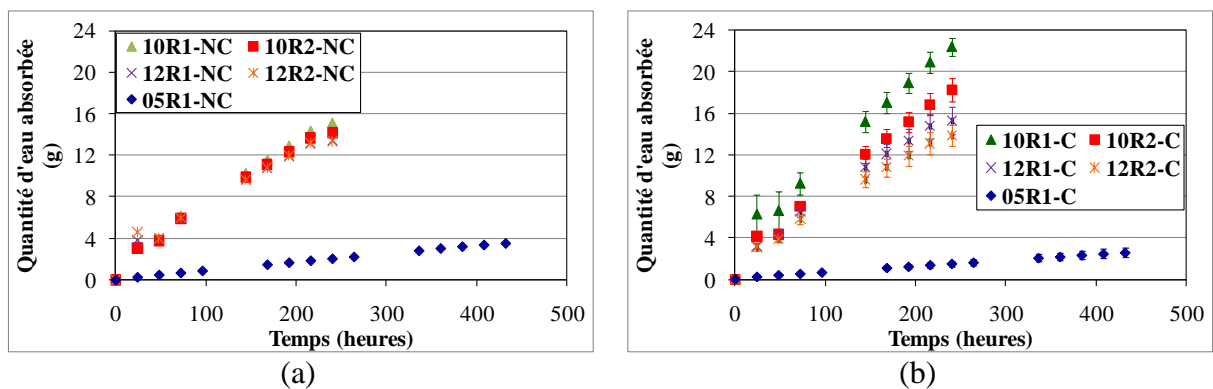 24
20
16
12
8
4
0
Quantité d'eau absorbée
(g)
10R1-NC 10R2-NC
12R1-NC 12R2-NC
05R1-NC
0 100 200 300 400 500
Temps (heures)
(a)
24
20
16
12
8
4
0
Quantité d'eau absorbée
(g)
10R1-C 10R2-C
12R1-C 12R2-C
05R1-C
0 100 200 300 400 500
Temps (heures)
(b)